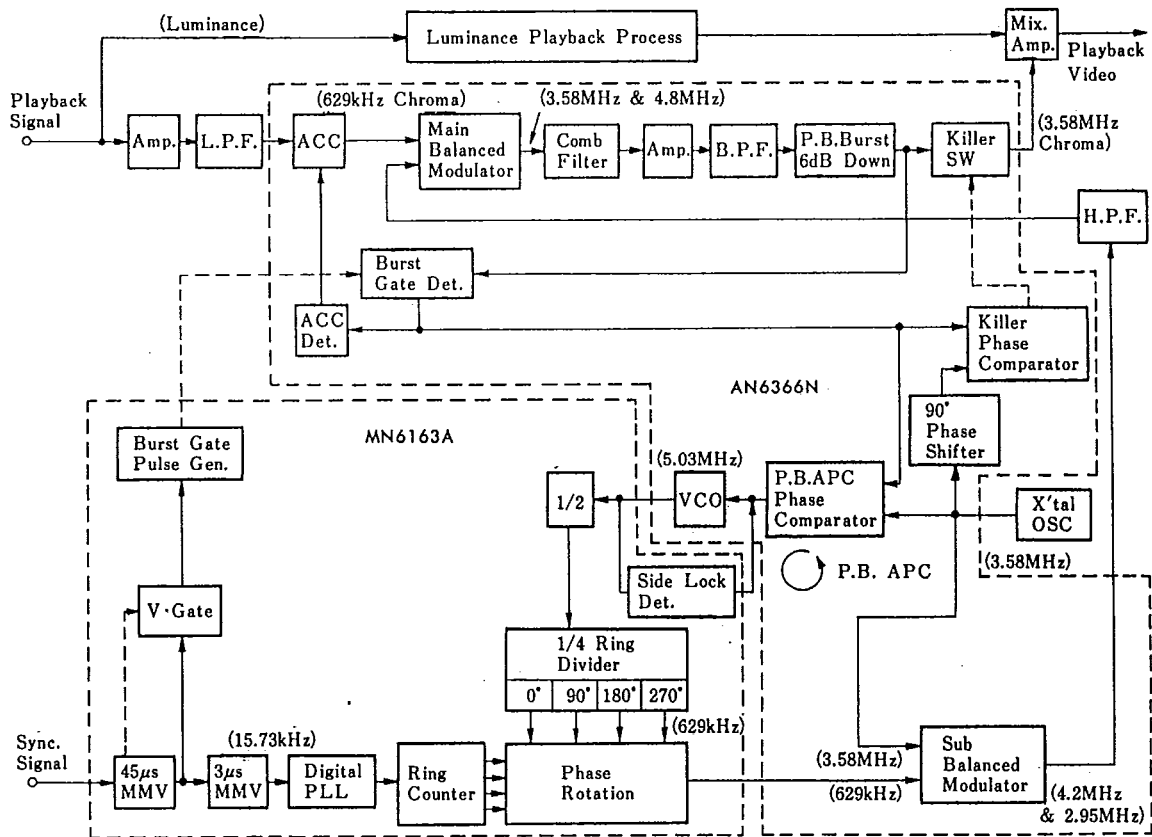 (Luminance)
Luminance Playback Process
Mix.
Amp.
Playback
Video
Playback
Signal
Amp.
L.P.F.
(629kHz Chroma)
ACC
Main
Balanced
Modulator
(3.58MHz & 4.8MHz)
Comb
Filter
Amp.
B.P.F.
P.B.Burst
6dB Down
Killer
SW
(3.58MHz
Chroma)
H.P.F.
Burst
Gate Det.
ACC
Det.
Killer
Phase
Comparator
AN6366N
MN6163A
90°
Phase
Shifter
Burst Gate
Pulse Gen.
(5.03MHz)
1/2
VCO
P.B.APC
Phase
Comparator
X'tal
OSC
(3.58MHz)
Side Lock
Det.
P.B. APC
V·Gate
1/4 Ring
Divider
0° 90° 180° 270°
(629kHz)
Sync.
Signal
45μs
MMV
3μs
MMV
(15.73kHz)
Digital
PLL
Ring
Counter
Phase
Rotation
(3.58MHz)
(629kHz)
Sub
Balanced
Modulator
(4.2MHz
& 2.95MHz)